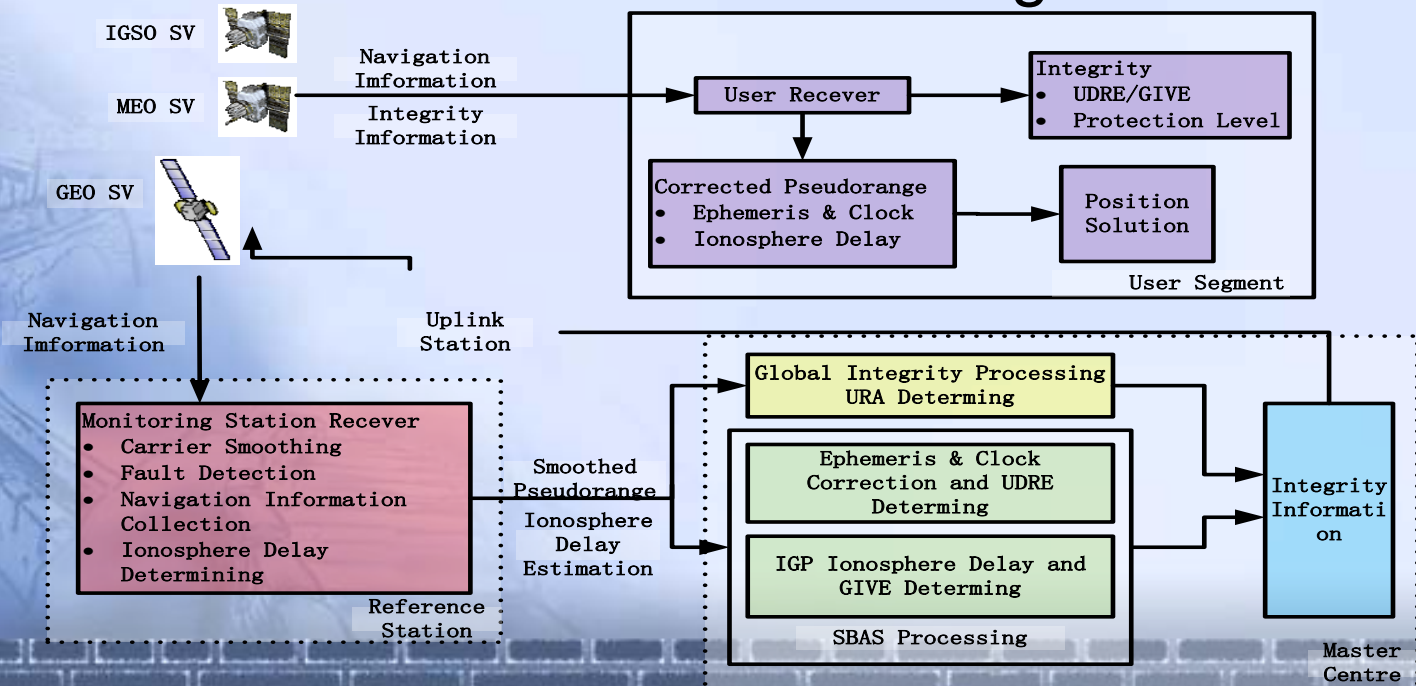 IGSO SV
MEO SV
GEO SV
Navigation
Imformation
Integrity
Imformation
User Recever
Integrity
• UDRE/GIVE
• Protection Level
Corrected Pseudorange
• Ephemeris & Clock
• Ionosphere Delay
Position
Solution
User Segment
Navigation
Imformation
Uplink
Station
Monitoring Station Recever
• Carrier Smoothing
• Fault Detection
• Navigation Information
Collection
• Ionosphere Delay
Determining
Reference
Station
Smoothed
Pseudorange
Ionosphere
Delay
Estimation
Global Integrity Processing
URA Determing
Ephemeris & Clock
Correction and UDRE
Determing
IGP Ionosphere Delay and
GIVE Determing
SBAS Processing
Integrity
Informati
on
Master
Centre